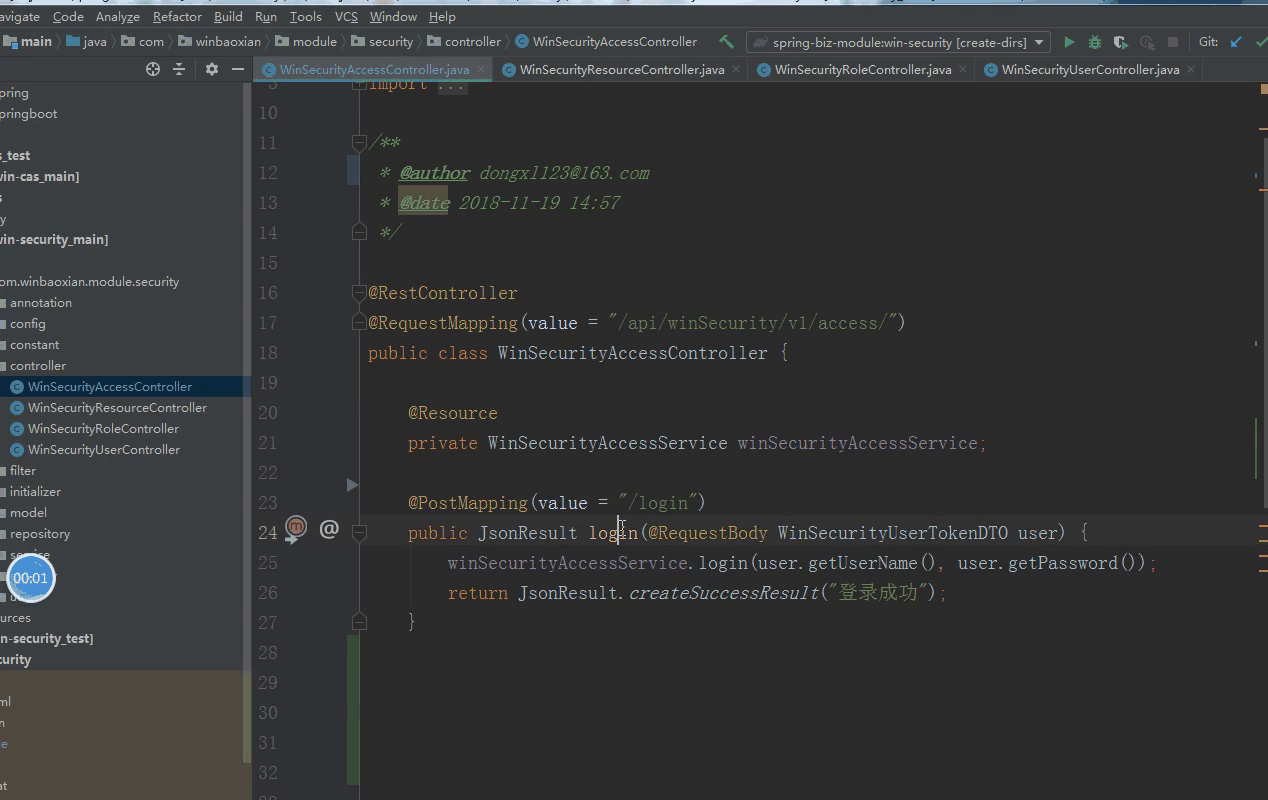 avigate Code Analyze Refactor Build Run Tools VCS Window Help
main java com winbaoxian module security controller WinSecurityAccessController spring-biz-module:win-security [create-dirs] Git:
WinSecurityAccessController.java WinSecurityResourceController.java WinSecurityRoleController.java WinSecurityUserController.java
pring
pringboot
s_test
vin-cas_main]
s
y
vin-security_main]
om.winbaoxian.module.security
annotation
config
constant
controller
WinSecurityAccessController
WinSecurityResourceController
WinSecurityRoleController
WinSecurityUserController
filter
initializer
model
repository
service
00:01
urces
n-security_test]
curity
ml
n
e
at
9 import ...
10
11 /**
12 * @author dongxl1123@163.com
13 * @date 2018-11-19 14:57
14 */
15
16 @RestController
17 @RequestMapping(value = "/api/winSecurity/v1/access/")
18 public class WinSecurityAccessController {
19
20 @Resource
21 private WinSecurityAccessService winSecurityAccessService;
22
23 @PostMapping(value = "/login")
24 public JsonResult login(@RequestBody WinSecurityUserTokenDTO user) {
25 winSecurityAccessService.login(user.getUserName(), user.getPassword());
26 return JsonResult.createSuccessResult("登录成功");
27 }
28
29
30
31
32